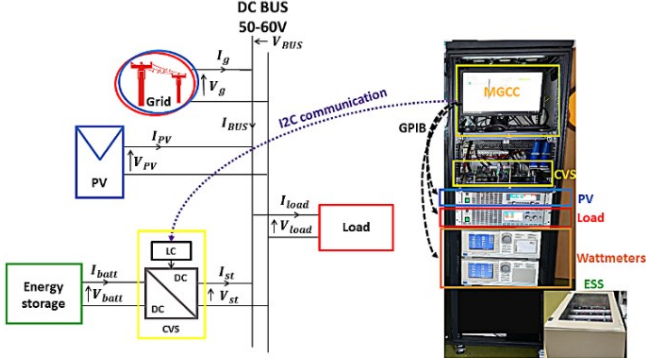 DC BUS
50-60V
V_BUS
I_g
V_g
Grid
I_BUS
I2C communication
I_PV
V_PV
PV
I_load
V_load
Load
LC
I_batt
V_batt
Energy
storage
DC
DC
CVS
I_st
V_st
MGCC
GPIB
CVS
PV
Load
Wattmeters
ESS